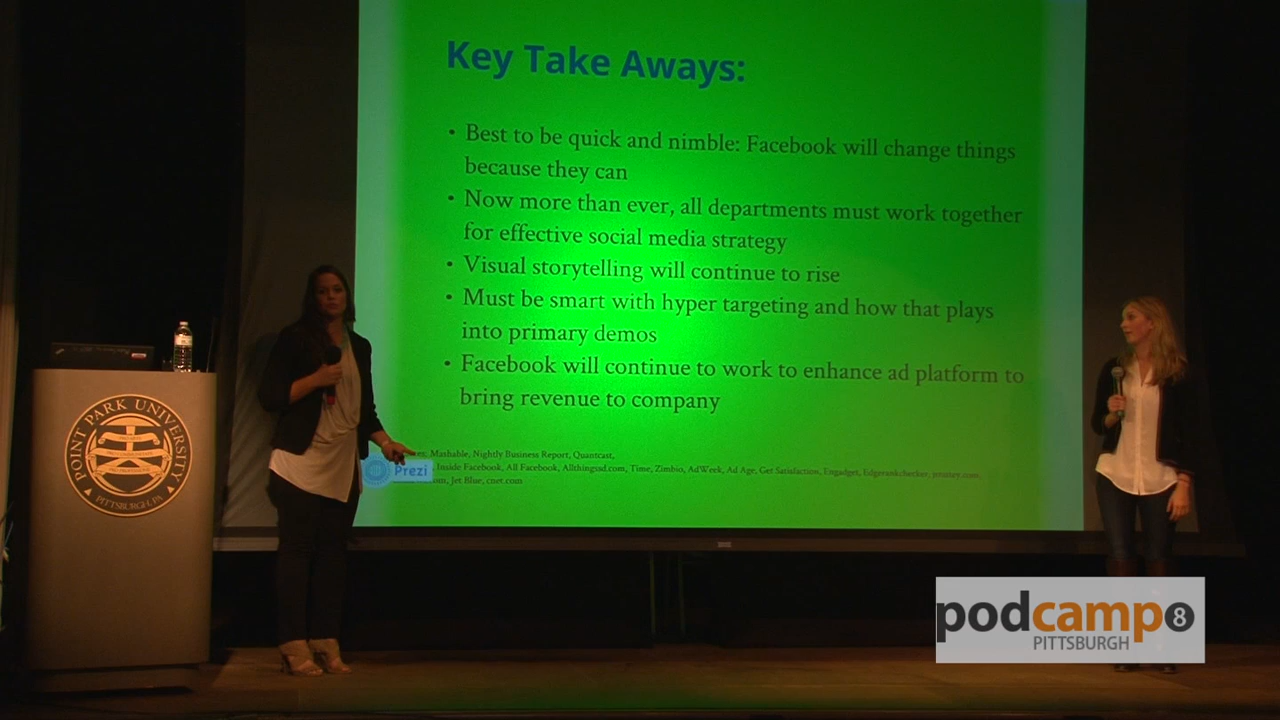 Key Take Aways:
• Best to be quick and nimble: Facebook will change things
because they can
• Now more than ever, all departments must work together
for effective social media strategy
• Visual storytelling will continue to rise
• Must be smart with hyper targeting and how that plays
into primary demos
• Facebook will continue to work to enhance ad platform to
bring revenue to company
Mashable, Nightly Business Report, Quantcast,
Inside Facebook, All Facebook, Allthingssd.com, Time, Zimbio, AdWeek, Ad Age, Get Satisfaction, Engadget, Edgerankchecker,
Jet Blue, cnet.com
Prezi
POINT PARK UNIVERSITY
PITTSBURGH, PA
podcamp8
PITTSBURGH